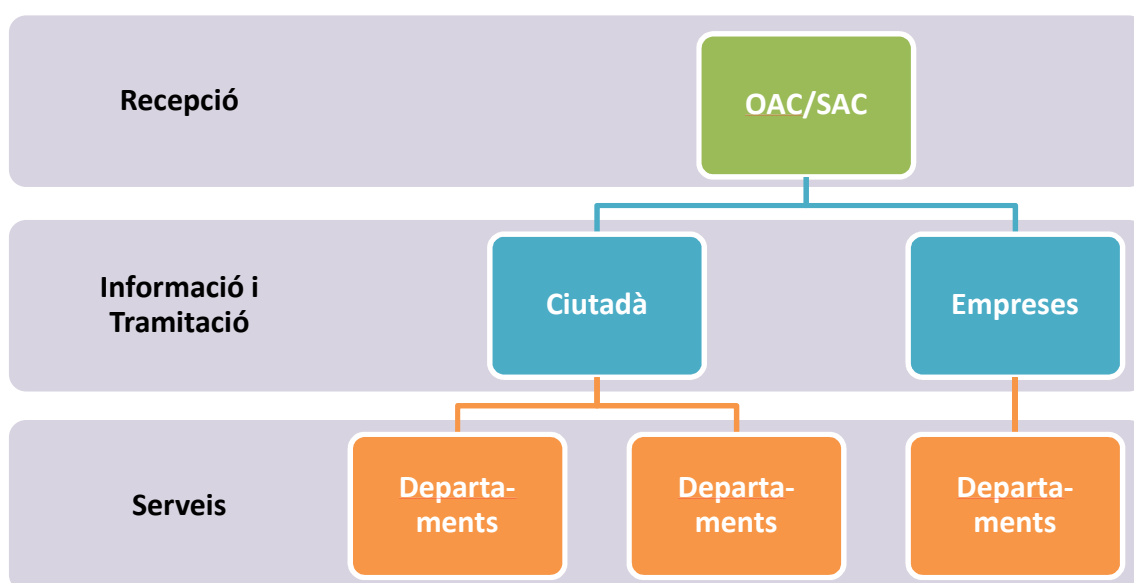 Recepció
OAC/SAC
Informació i
Tramitació
Ciutadà
Empreses
Serveis
Departa-
ments
Departa-
ments
Departa-
ments